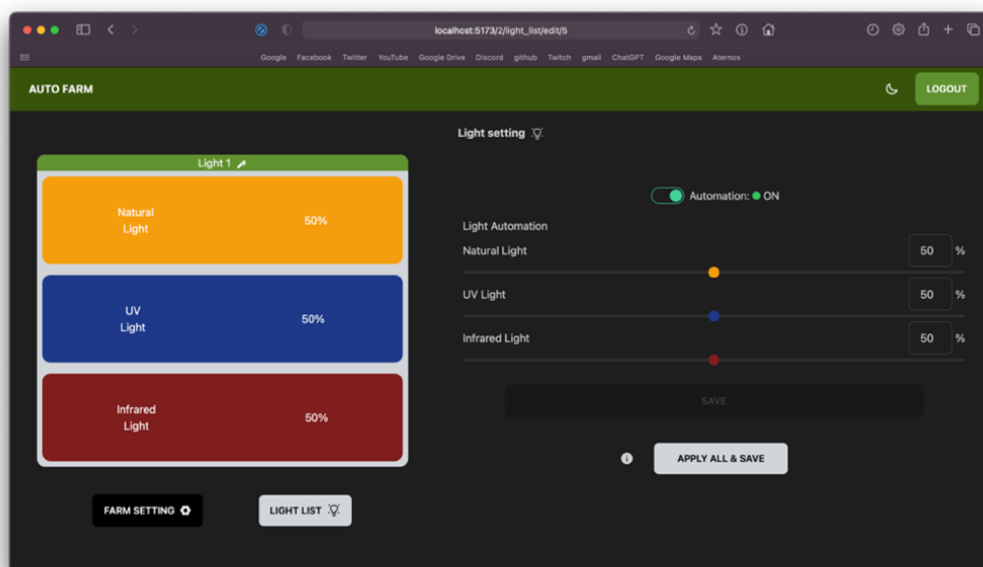 localhost:5173/2/light_list/edit/5
Google Facebook Twitter YouTube Google Drive Discord github Twitch gmail ChatGPT Google Maps Aternos
AUTO FARM
LOGOUT
Light setting
Light 1
Natural
Light
50%
UV
Light
50%
Infrared
Light
50%
FARM SETTING
LIGHT LIST
Automation: ON
Light Automation
Natural Light
50 %
UV Light
50 %
Infrared Light
50 %
SAVE
APPLY ALL & SAVE